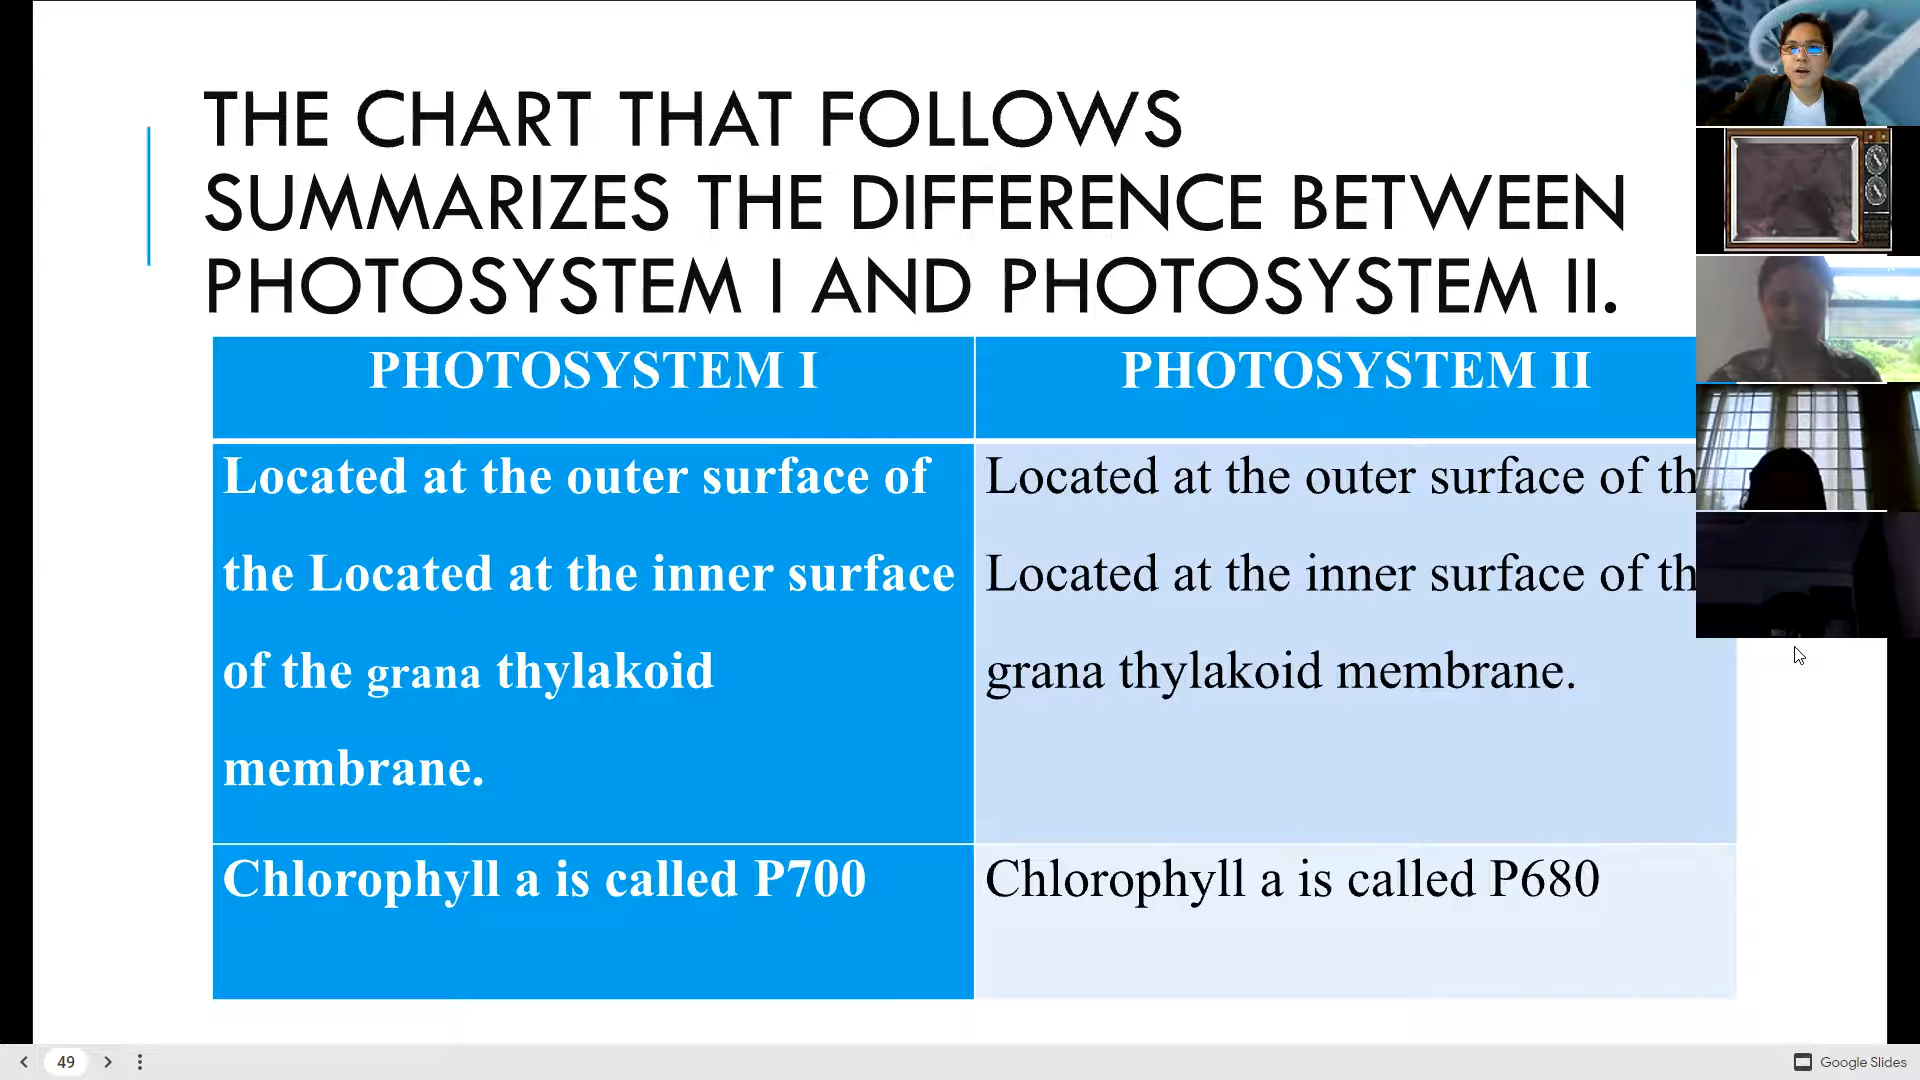 THE CHART THAT FOLLOWS
SUMMARIZES THE DIFFERENCE BETWEEN
PHOTOSYSTEM I AND PHOTOSYSTEM II.
PHOTOSYSTEM I
PHOTOSYSTEM II
Located at the outer surface of
the Located at the inner surface
of the grana thylakoid
membrane.
Located at the outer surface of th
Located at the inner surface of th
grana thylakoid membrane.
Chlorophyll a is called P700
Chlorophyll a is called P680
49
Google Slides